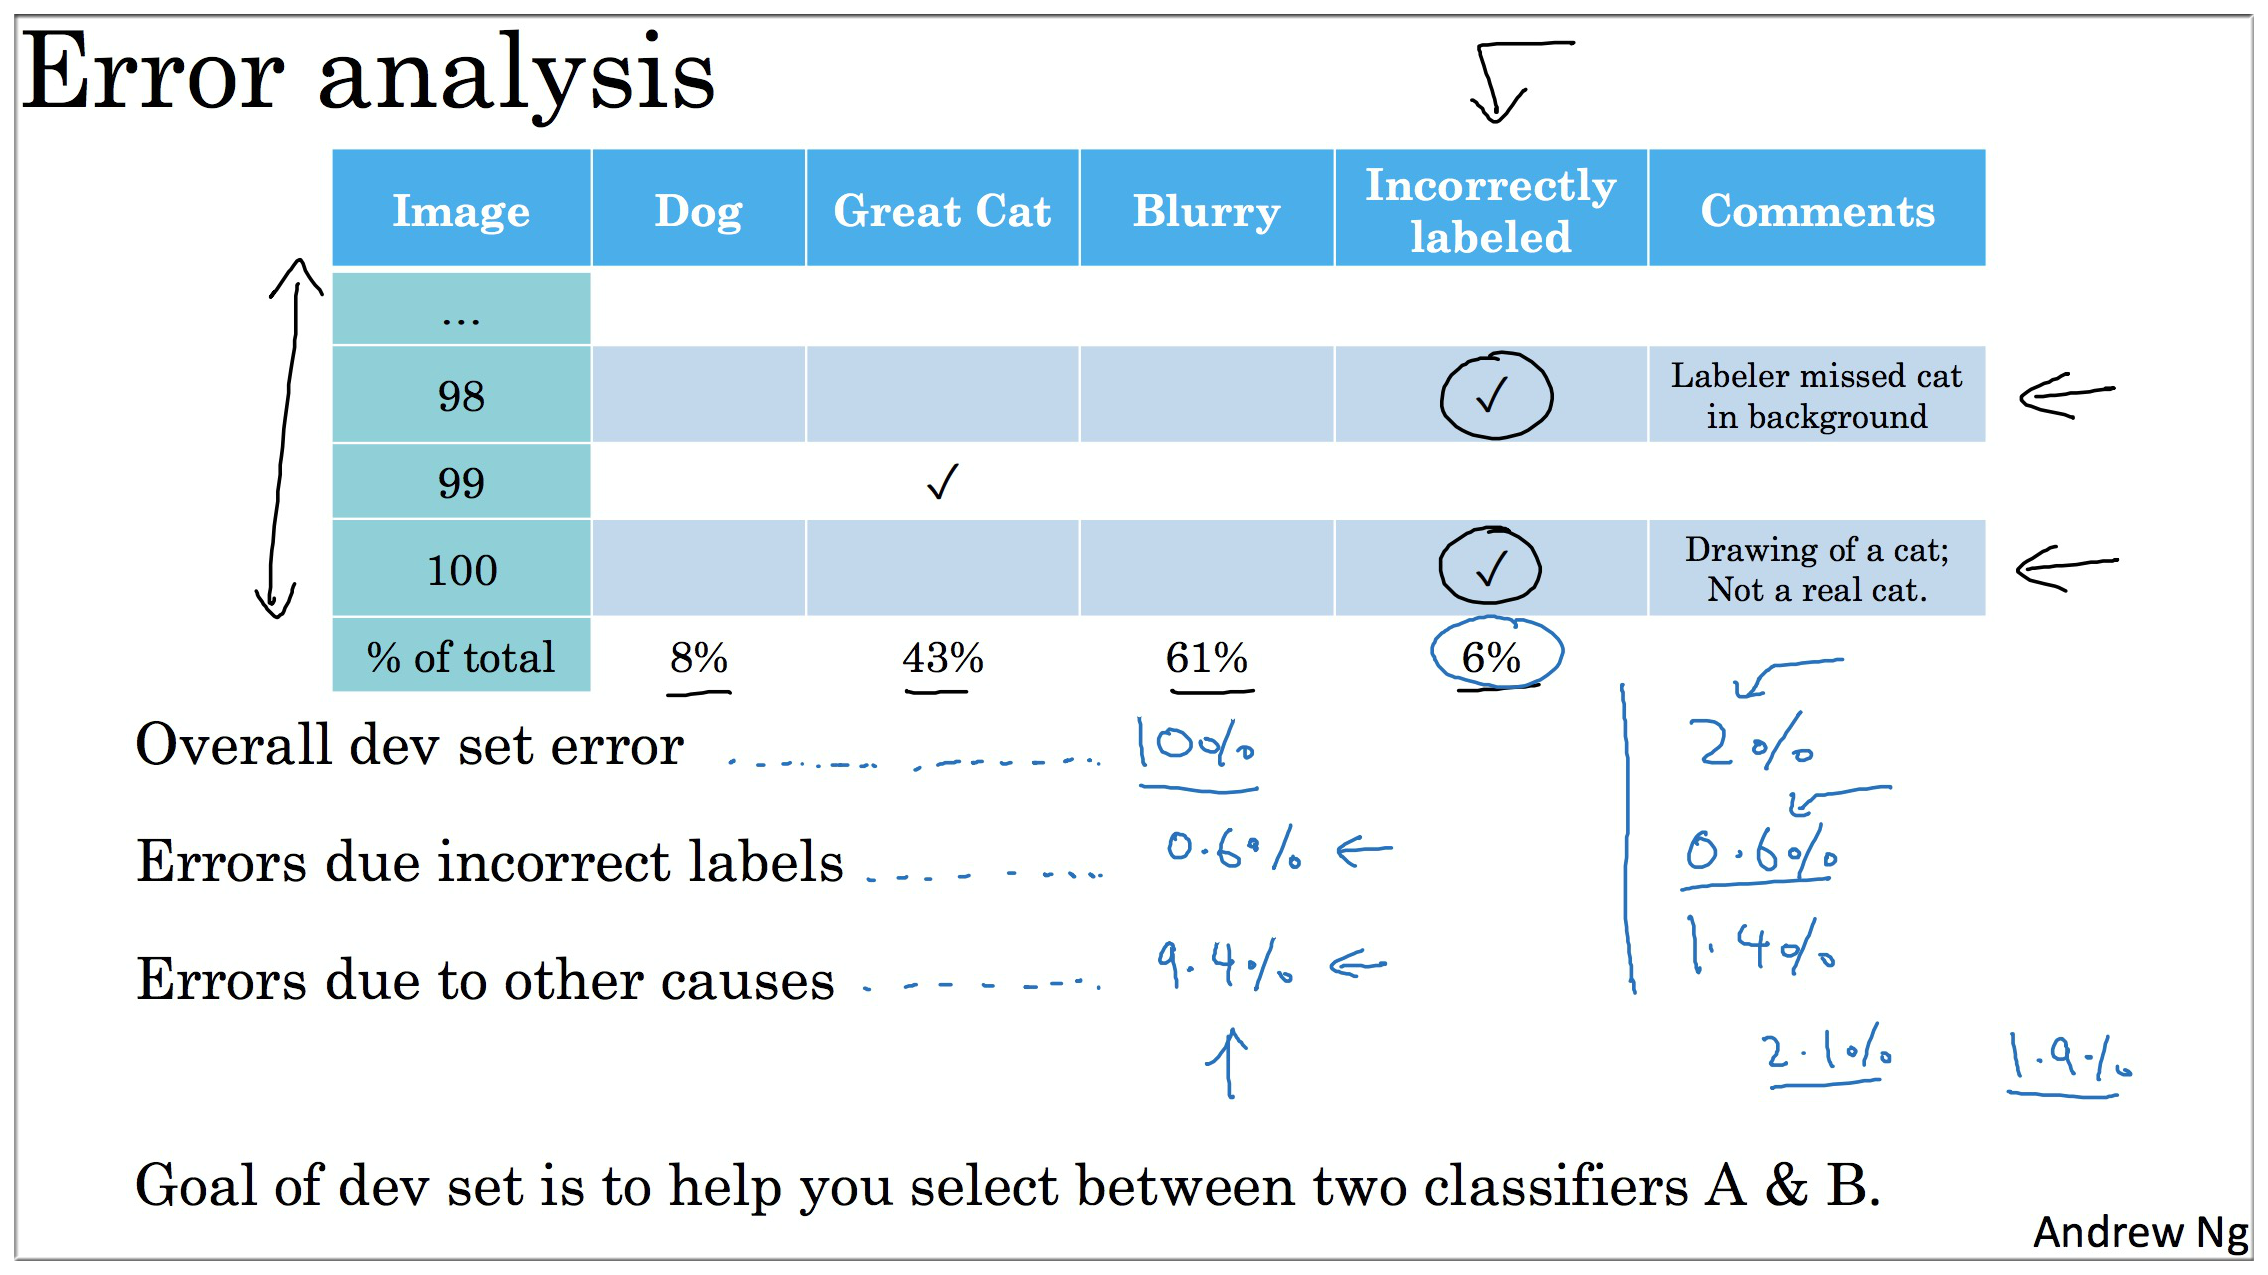 Error analysis
Image Dog Great Cat Blurry Incorrectly labeled Comments
...
98 ✓ Labeler missed cat in background
99 ✓
100 ✓ Drawing of a cat; Not a real cat.
% of total 8% 43% 61% 6%
Overall dev set error 10% 2%
Errors due incorrect labels 0.6% 0.6%
Errors due to other causes 9.4% 1.4%
2.1% 1.9%
Goal of dev set is to help you select between two classifiers A & B.
Andrew Ng